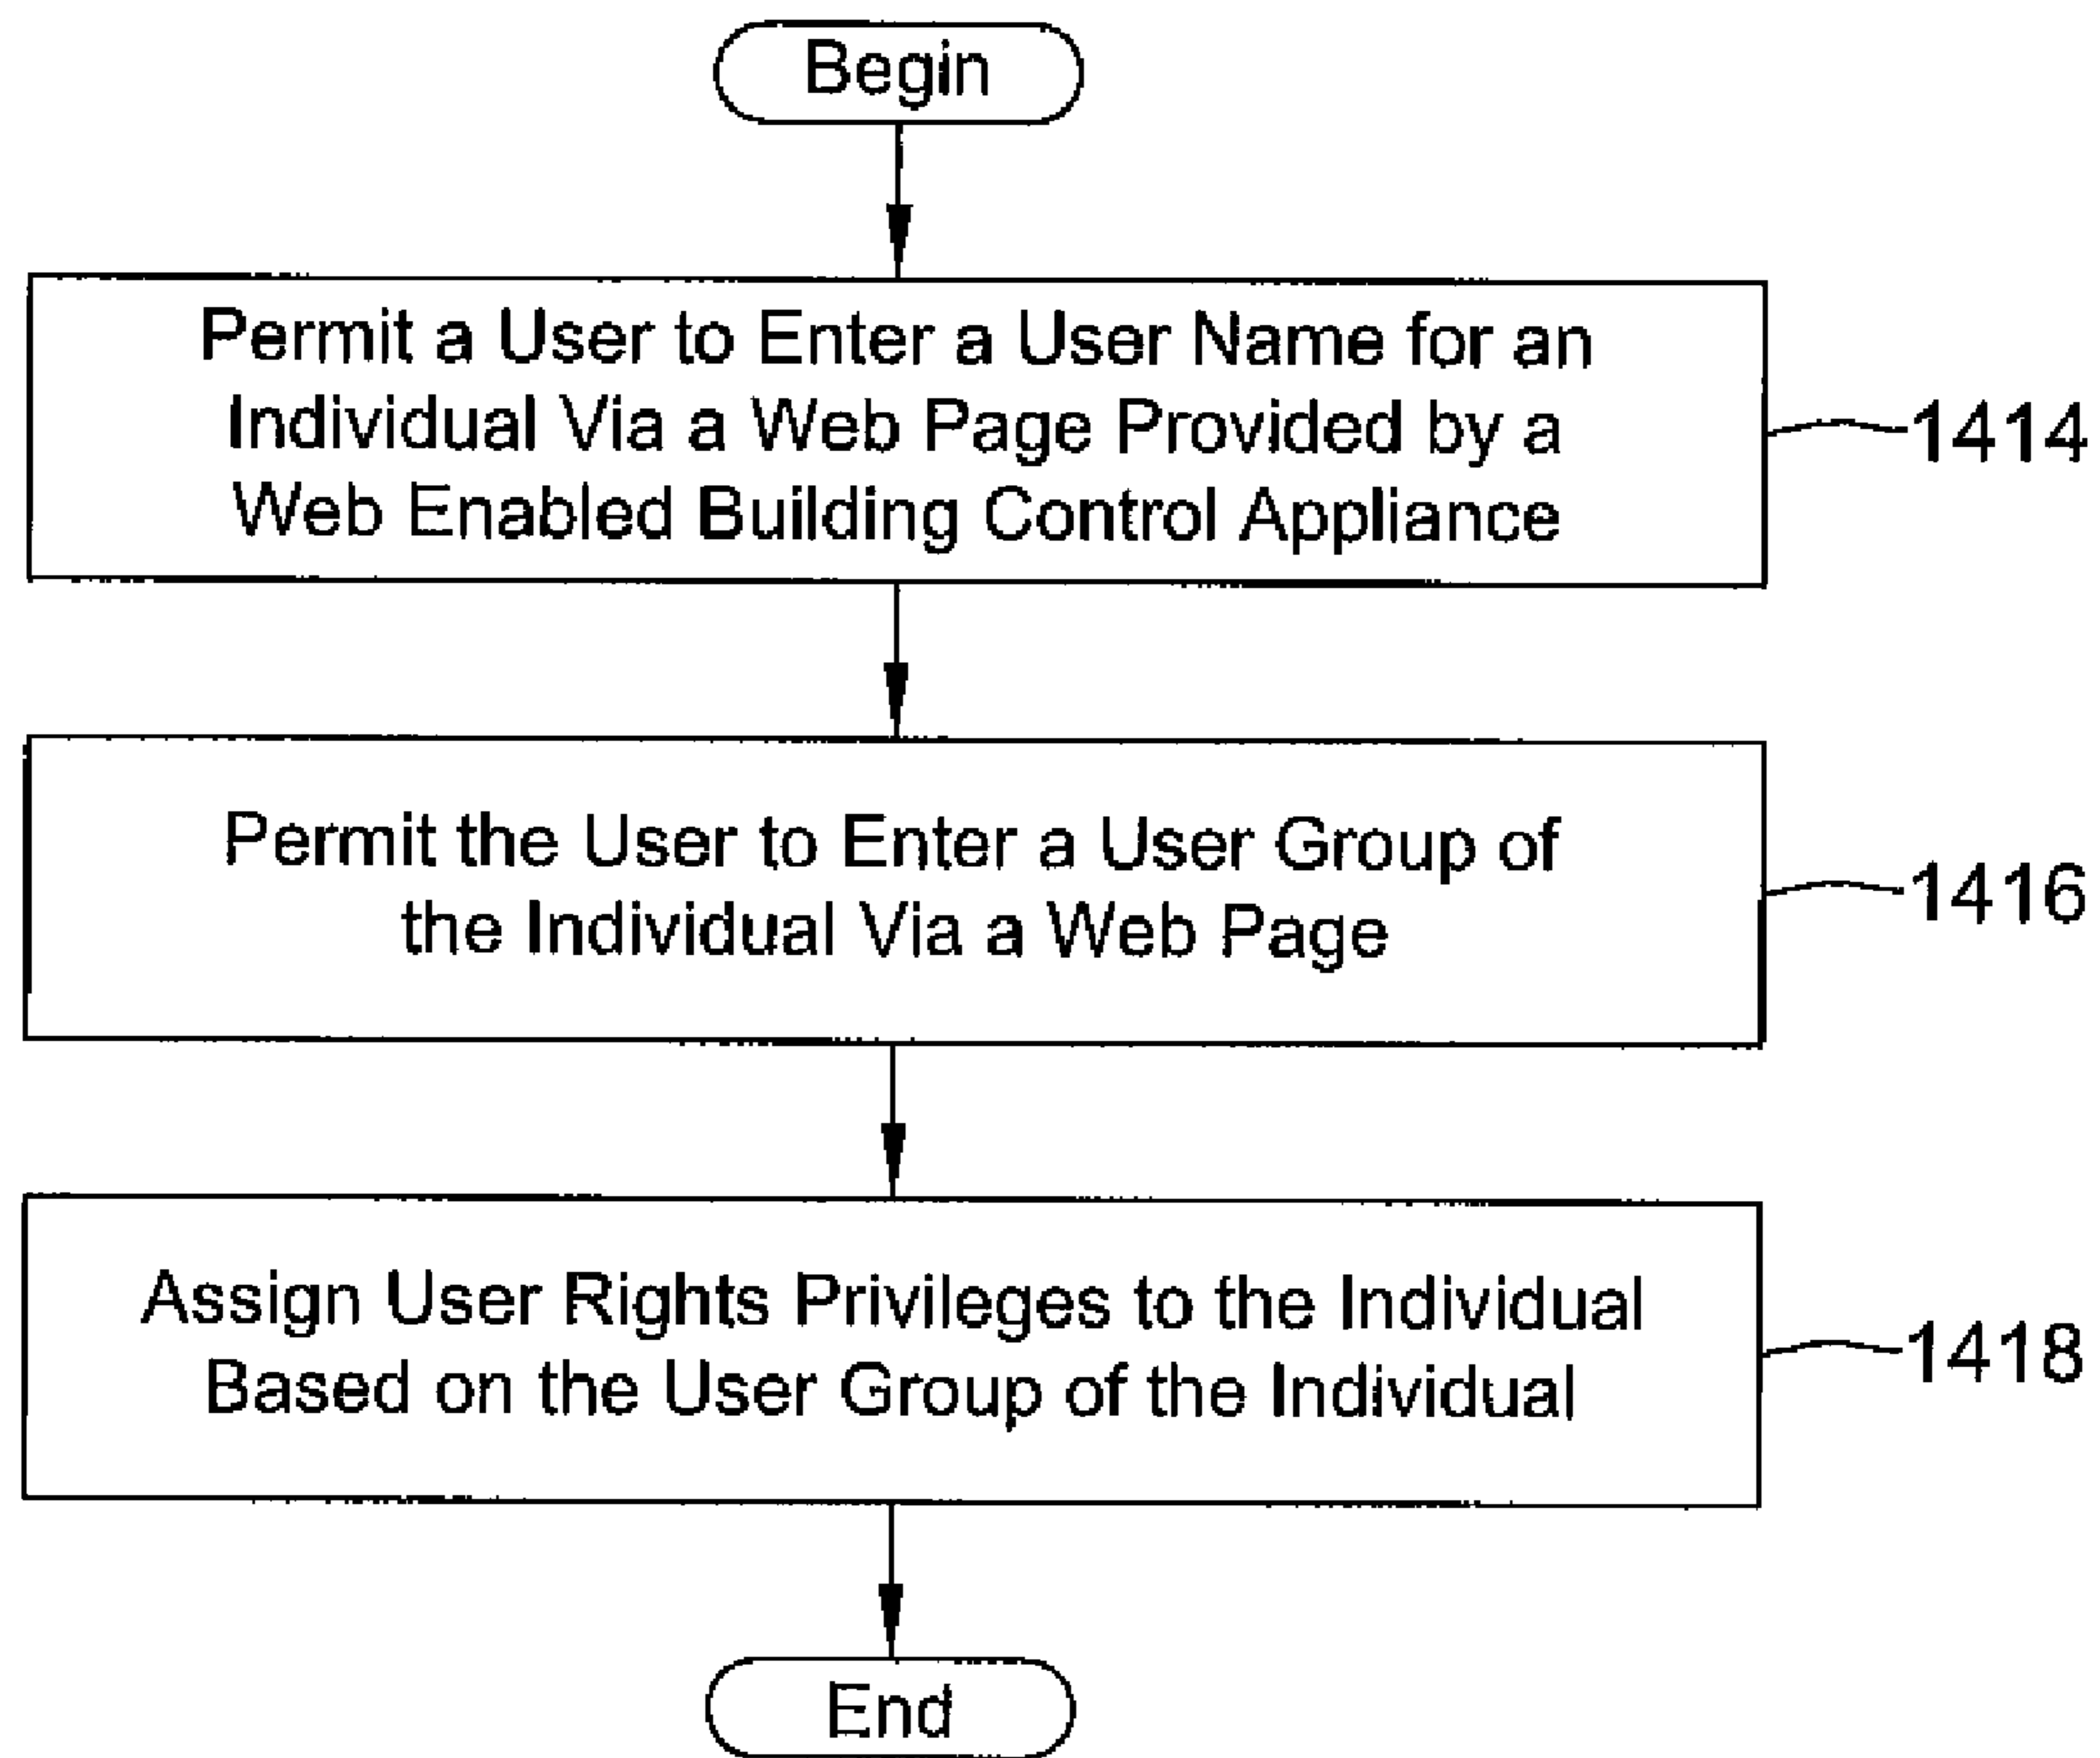 Begin
Permit a User to Enter a User Name for an
Individual Via a Web Page Provided by a
Web Enabled Building Control Appliance
1414
Permit the User to Enter a User Group of
the Individual Via a Web Page
1416
Assign User Rights Privileges to the Individual
Based on the User Group of the Individual
1418
End